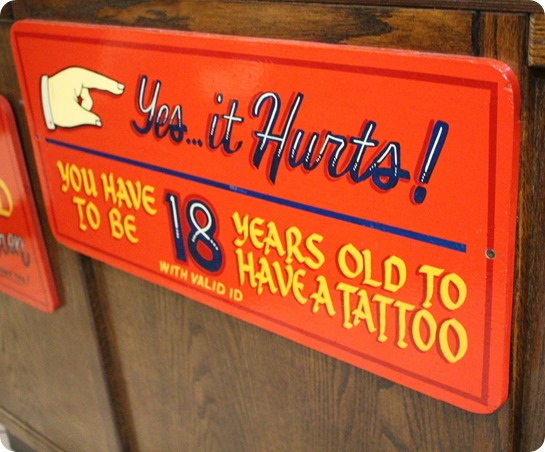 Yes... it Hurts!
YOU HAVE TO BE 18 YEARS OLD TO HAVE A TATTOO
WITH VALID ID